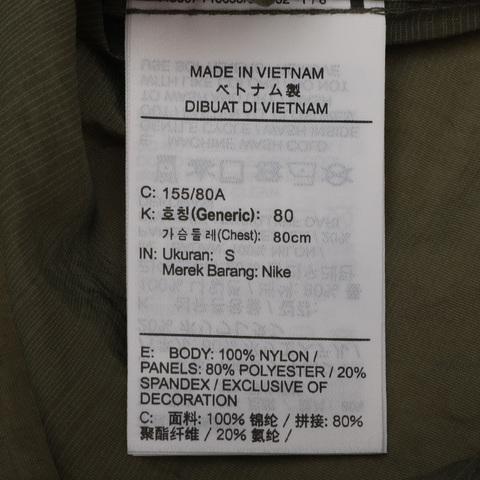 MADE IN VIETNAM
ベトナム製
DIBUAT DI VIETNAM
C: 155/80A
K: 호칭(Generic): 80
가슴둘레(Chest): 80cm
IN: Ukuran: S
Merek Barang: Nike
E: BODY: 100% NYLON /
PANELS: 80% POLYESTER / 20%
SPANDEX / EXCLUSIVE OF
DECORATION
C: 面料: 100% 锦纶 / 拼接: 80%
聚酯纤维 / 20% 氨纶 /